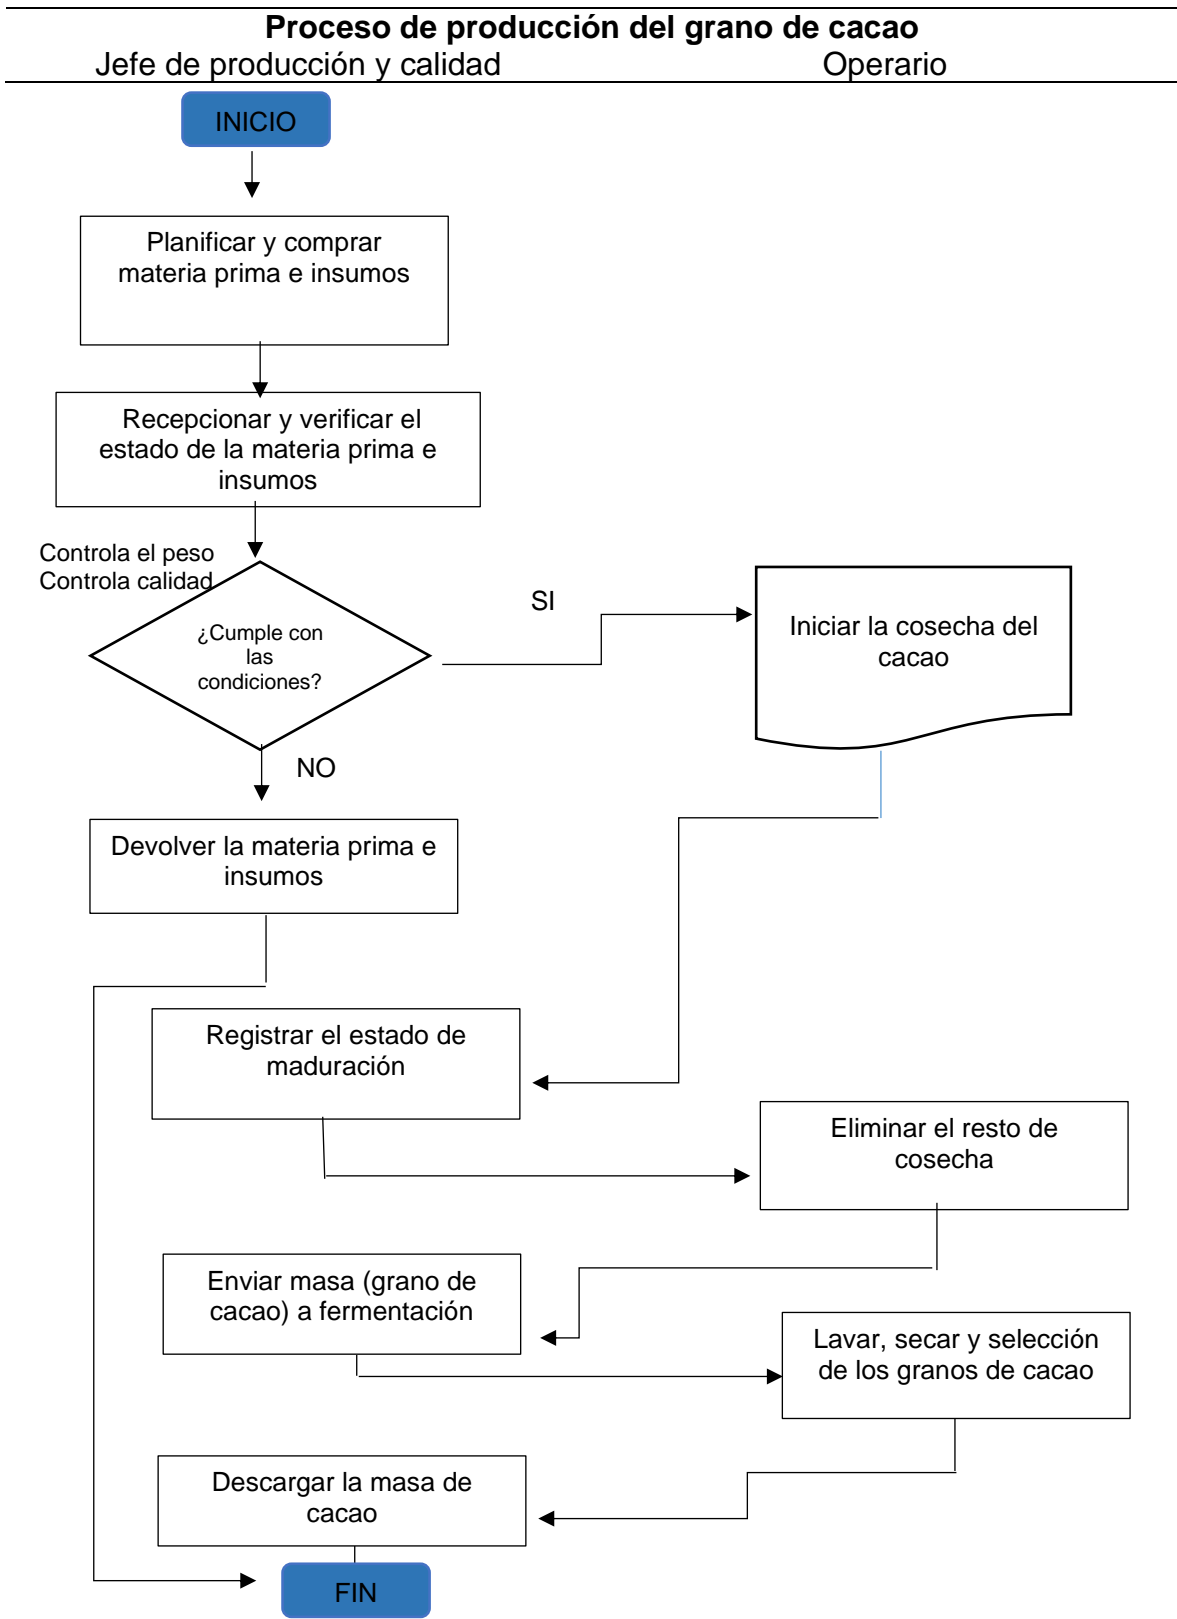 Proceso de producción del grano de cacao
Jefe de producción y calidad
Operario
INICIO
Planificar y comprar
materia prima e insumos
Recepcionar y verificar el
estado de la materia prima e
insumos
Controla el peso
Controla calidad
¿Cumple con
las
condiciones?
SI
Iniciar la cosecha del
cacao
NO
Devolver la materia prima e
insumos
Registrar el estado de
maduración
Eliminar el resto de
cosecha
Enviar masa (grano de
cacao) a fermentación
Lavar, secar y selección
de los granos de cacao
Descargar la masa de
cacao
FIN